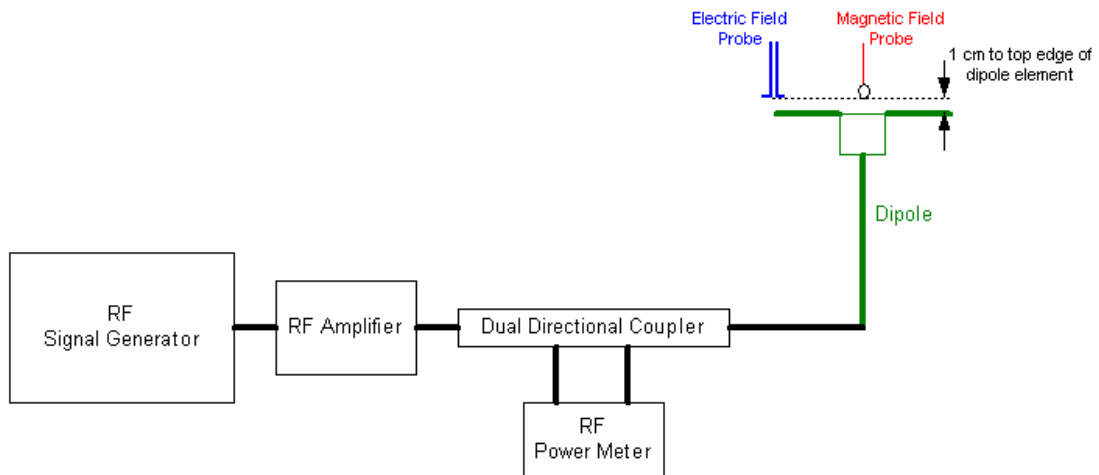 Electric Field
Probe
Magnetic Field
Probe
1 cm to top edge of
dipole element
Dipole
RF
Signal Generator
RF Amplifier
Dual Directional Coupler
RF
Power Meter